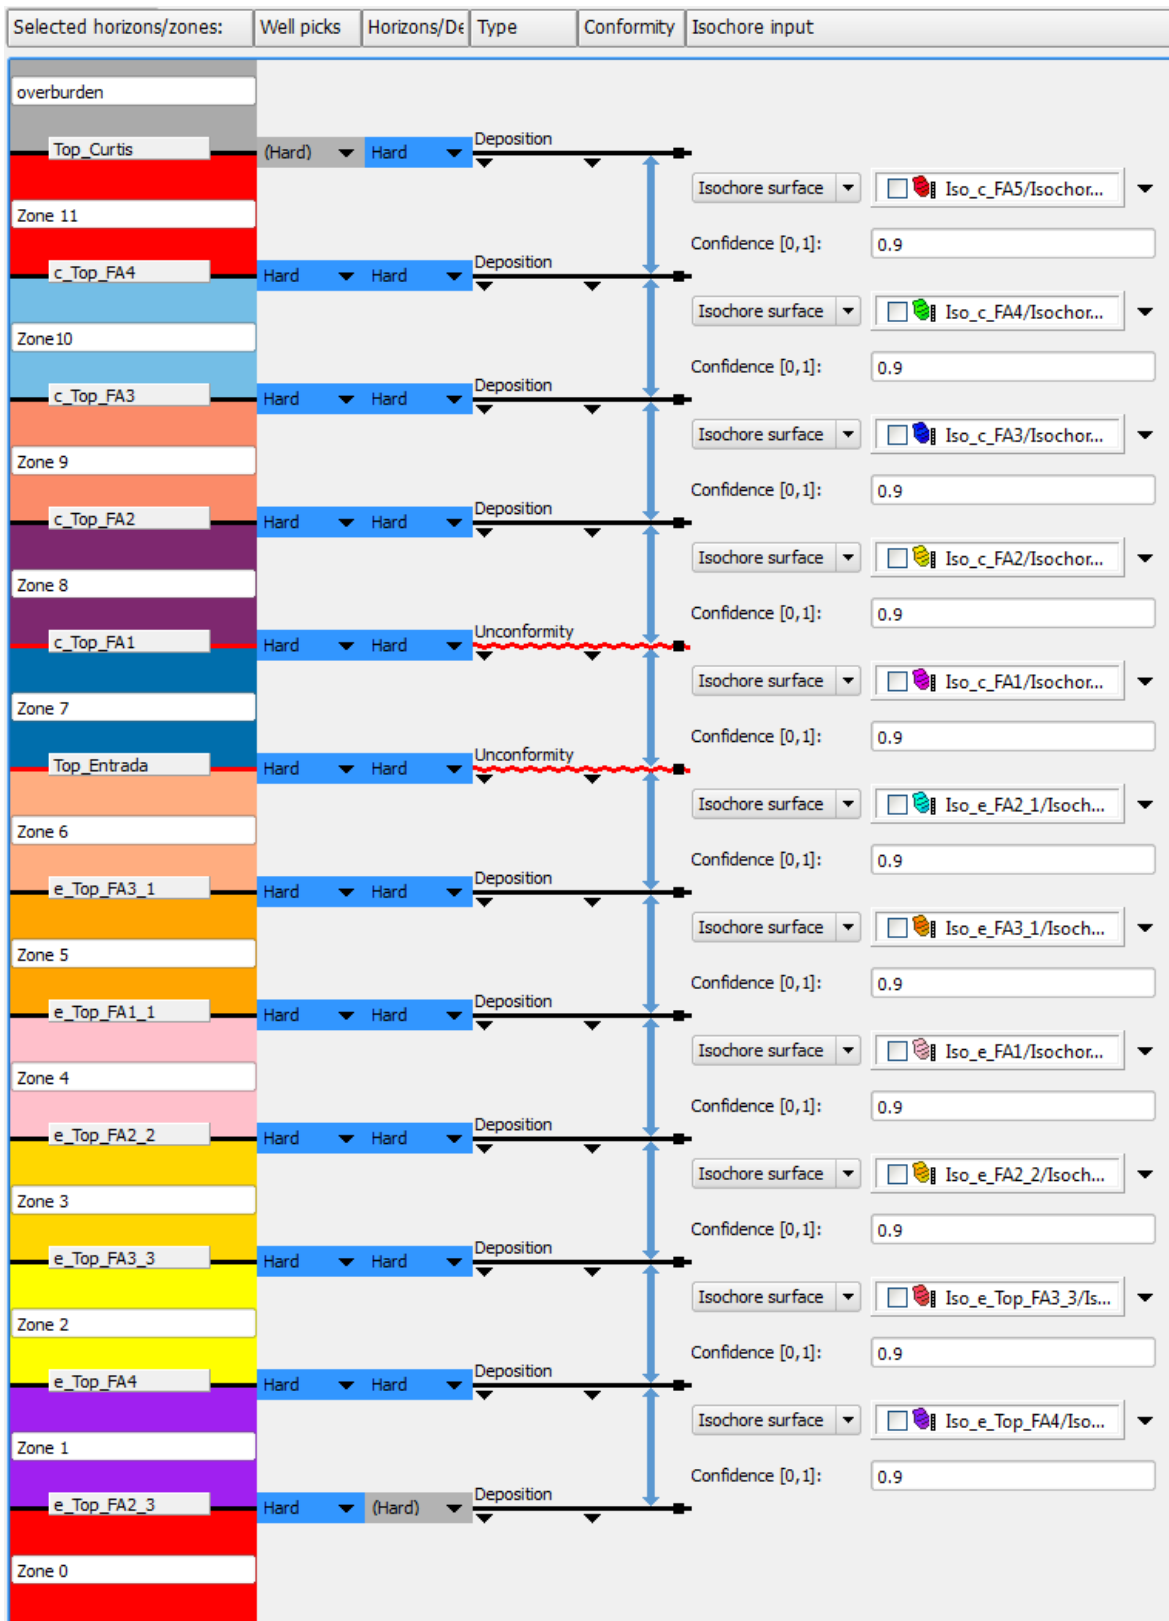 Selected horizons/zones: Well picks Horizons/De Type Conformity Isochore input
overburden
Top_Curtis (Hard) Hard Deposition
Isochore surface Iso_c_FA5/Isochor...
Zone 11
Confidence [0,1]: 0.9
c_Top_FA4 Hard Hard Deposition
Isochore surface Iso_c_FA4/Isochor...
Zone10
Confidence [0,1]: 0.9
c_Top_FA3 Hard Hard Deposition
Isochore surface Iso_c_FA3/Isochor...
Zone 9
Confidence [0,1]: 0.9
c_Top_FA2 Hard Hard Deposition
Isochore surface Iso_c_FA2/Isochor...
Zone 8
Confidence [0,1]: 0.9
c_Top_FA1 Hard Hard Unconformity
Isochore surface Iso_c_FA1/Isochor...
Zone 7
Confidence [0,1]: 0.9
Top_Entrada Hard Hard Unconformity
Isochore surface Iso_e_FA2_1/Isoch...
Zone 6
Confidence [0,1]: 0.9
e_Top_FA3_1 Hard Hard Deposition
Isochore surface Iso_e_FA3_1/Isoch...
Zone 5
Confidence [0,1]: 0.9
e_Top_FA1_1 Hard Hard Deposition
Isochore surface Iso_e_FA1/Isochor...
Zone 4
Confidence [0,1]: 0.9
e_Top_FA2_2 Hard Hard Deposition
Isochore surface Iso_e_FA2_2/Isoch...
Zone 3
Confidence [0,1]: 0.9
e_Top_FA3_3 Hard Hard Deposition
Isochore surface Iso_e_Top_FA3_3/Is...
Zone 2
Confidence [0,1]: 0.9
e_Top_FA4 Hard Hard Deposition
Isochore surface Iso_e_Top_FA4/Iso...
Zone 1
Confidence [0,1]: 0.9
e_Top_FA2_3 Hard (Hard) Deposition
Zone 0